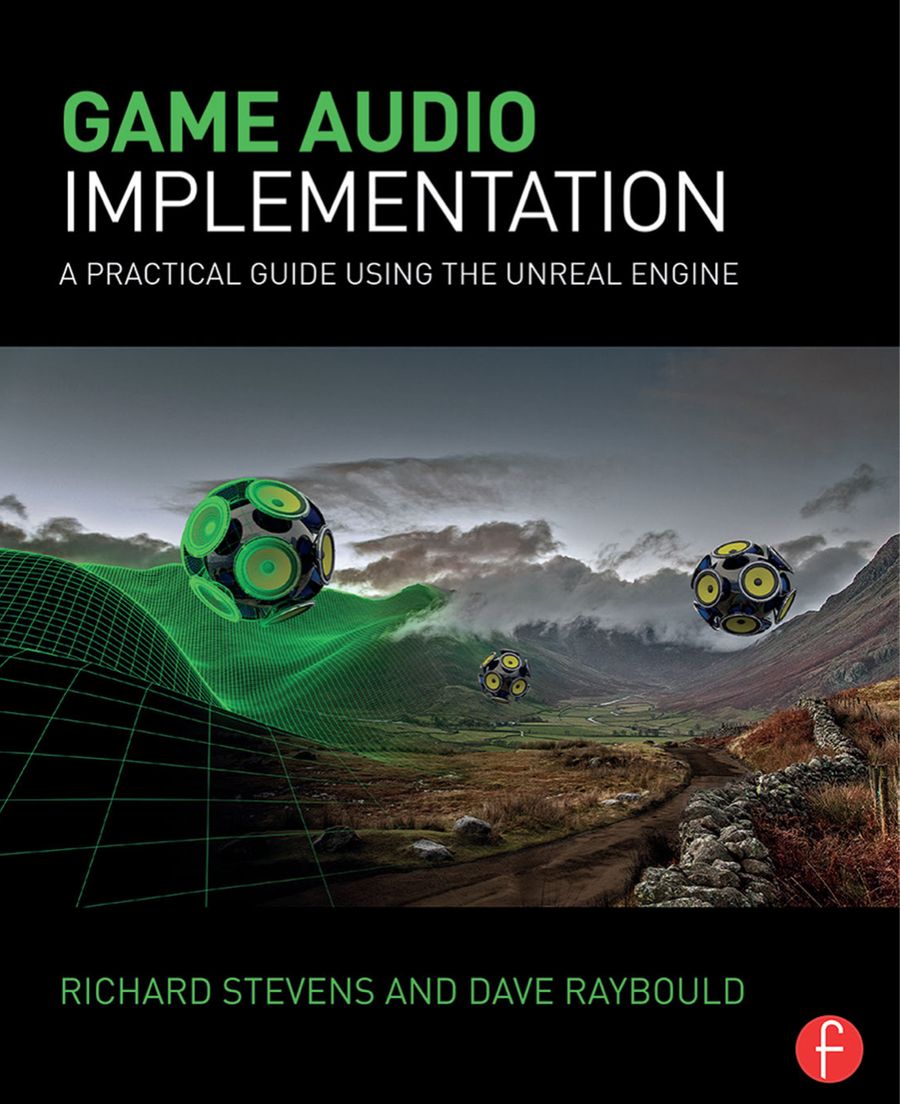 GAME AUDIO
IMPLEMENTATION
A PRACTICAL GUIDE USING THE UNREAL ENGINE
RICHARD STEVENS AND DAVE RAYBOULD
f